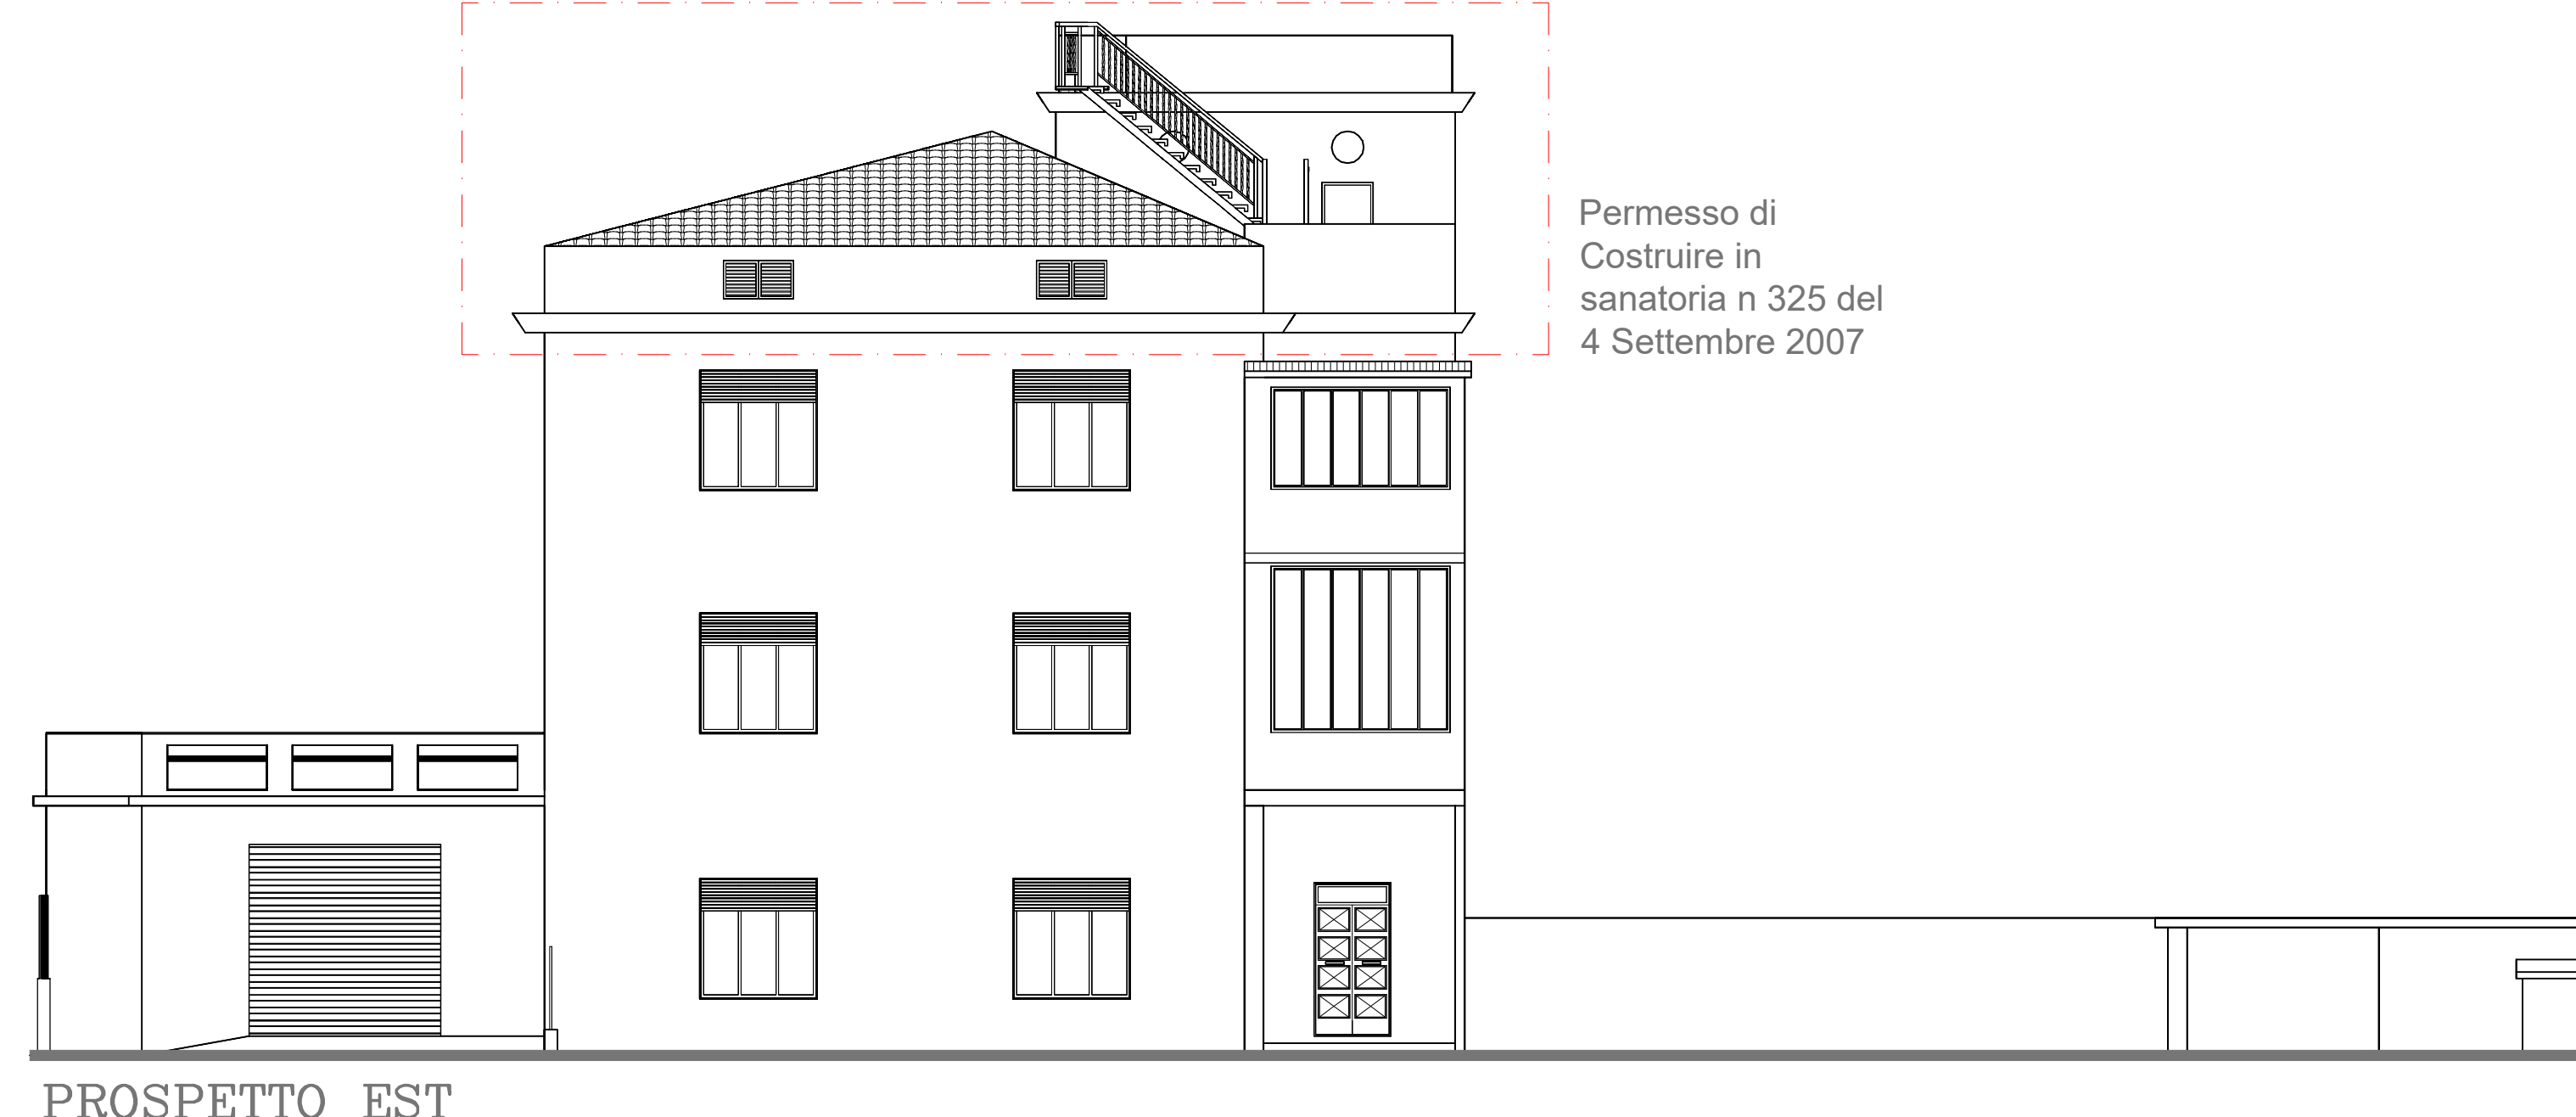 Permesso di
Costruire in
sanatoria n 325 del
4 Settembre 2007
PROSPETTO EST